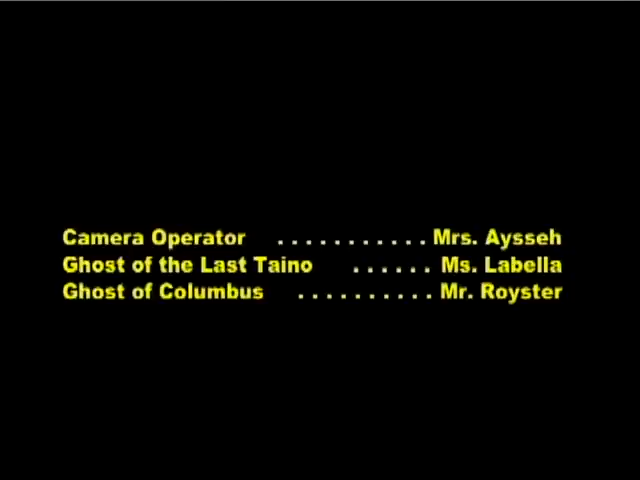 Camera Operator ........... Mrs. Aysseh
Ghost of the Last Taino ...... Ms. Labella
Ghost of Columbus .......... Mr. Royster